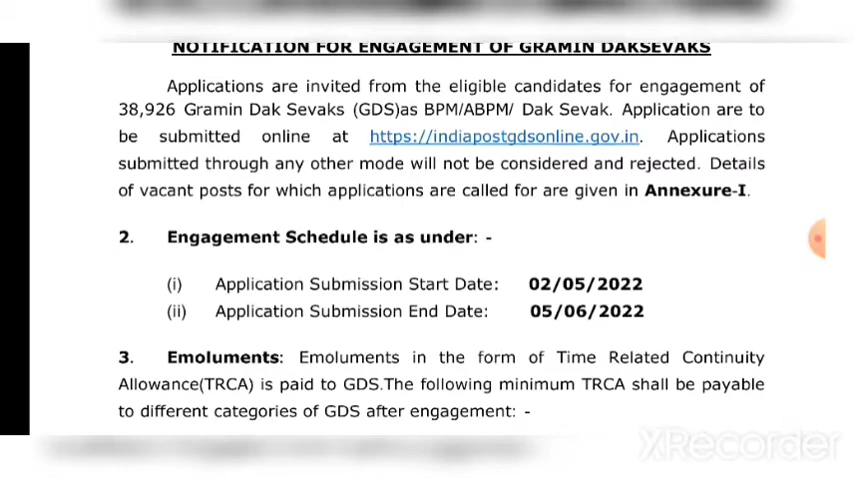 NOTIFICATION FOR ENGAGEMENT OF GRAMIN DAKSEVAKS
Applications are invited from the eligible candidates for engagement of
38,926 Gramin Dak Sevaks (GDS)as BPM/ABPM/ Dak Sevak. Application are to
be submitted online at https://indiapostgdsonline.gov.in. Applications
submitted through any other mode will not be considered and rejected. Details
of vacant posts for which applications are called for are given in Annexure-I.
2. Engagement Schedule is as under: -
(i) Application Submission Start Date: 02/05/2022
(ii) Application Submission End Date: 05/06/2022
3. Emoluments: Emoluments in the form of Time Related Continuity
Allowance(TRCA) is paid to GDS.The following minimum TRCA shall be payable
to different categories of GDS after engagement: -
XRecorder